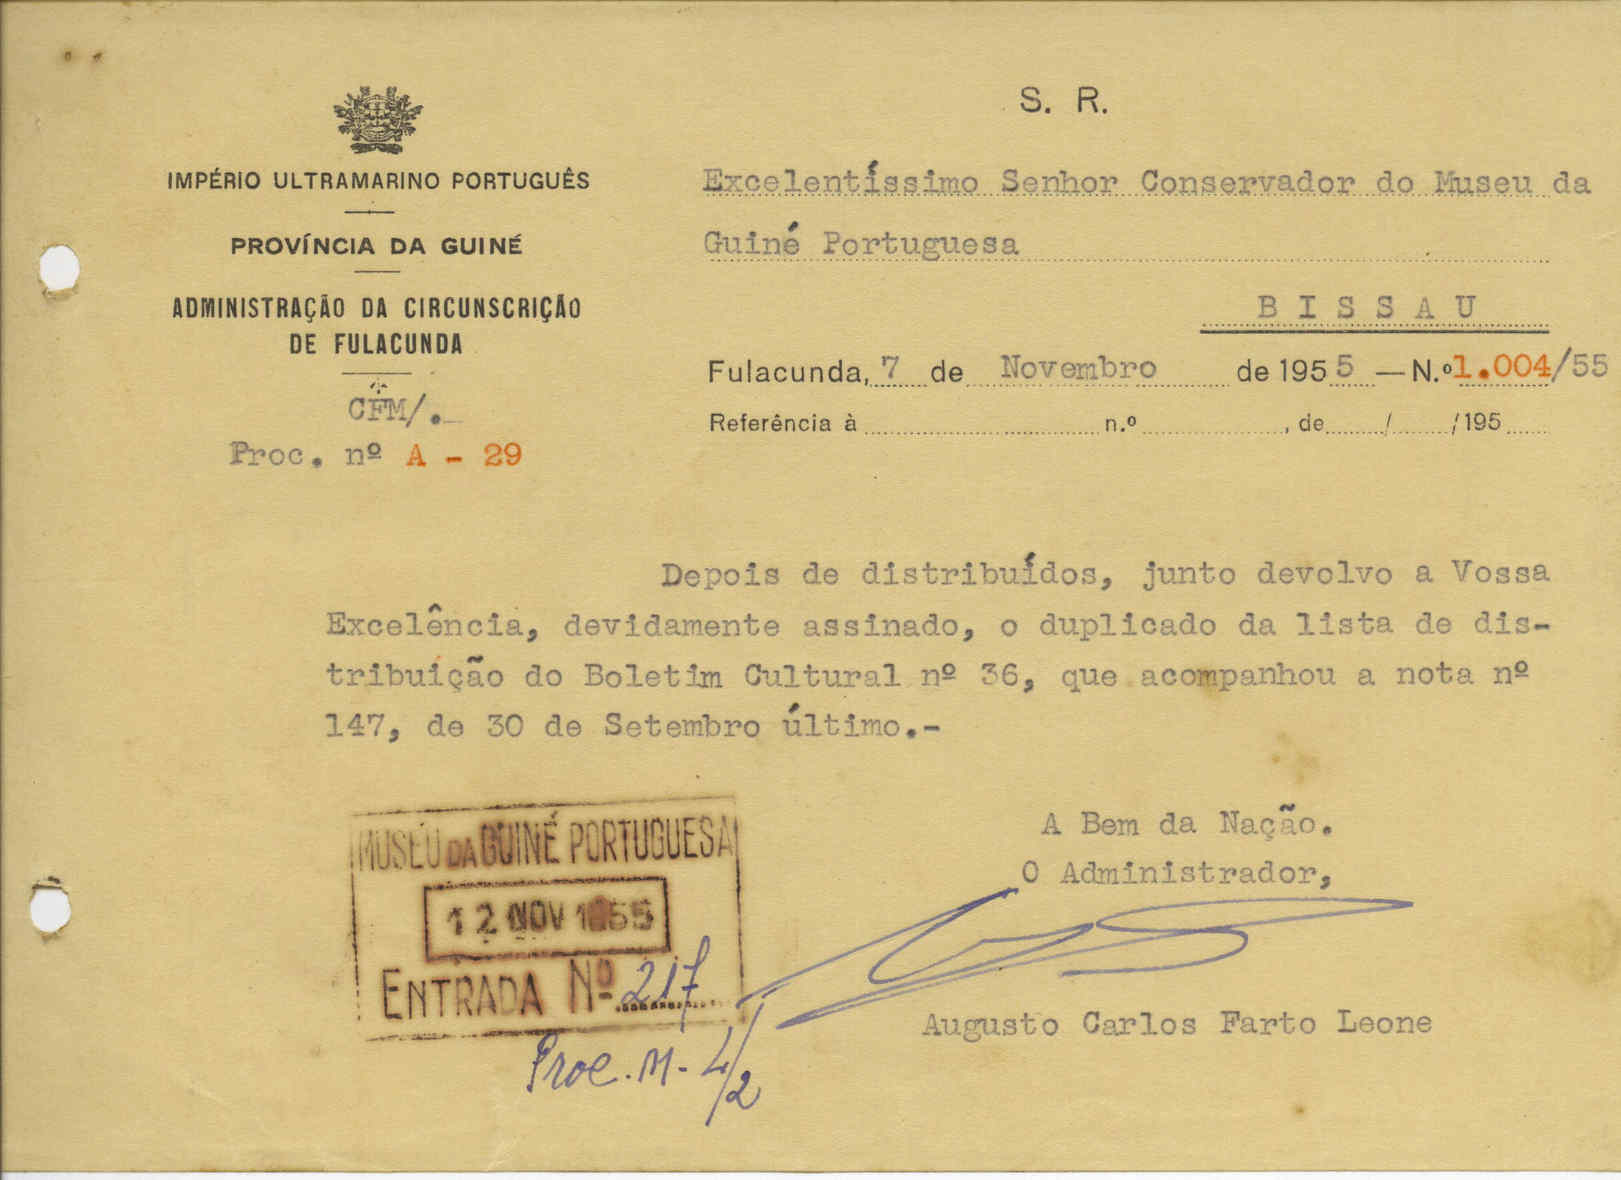 S. R.
IMPÉRIO ULTRAMARINO PORTUGUÊS
PROVÍNCIA DA GUINÉ
ADMINISTRAÇÃO DA CIRCUNSCRIÇÃO
DE FULACUNDA
CFM/.
Proc. nº A - 29
Excelentíssimo Senhor Conservador do Museu da
Guiné Portuguesa
BISSAU
Fulacunda, 7 de Novembro de 1955 — N.º 1.004/55
Referência à n.º , de / /195
Depois de distribuídos, junto devolvo a Vossa
Excelência, devidamente assinado, o duplicado da lista de dis-
tribuição do Boletim Cultural nº 36, que acompanhou a nota nº
147, de 30 de Setembro último.-
A Bem da Nação.
O Administrador,
Augusto Carlos Farto Leone
MUSEU DA GUINÉ PORTUGUESA
12 NOV 1955
ENTRADA Nº 217
Proc. M-4/2